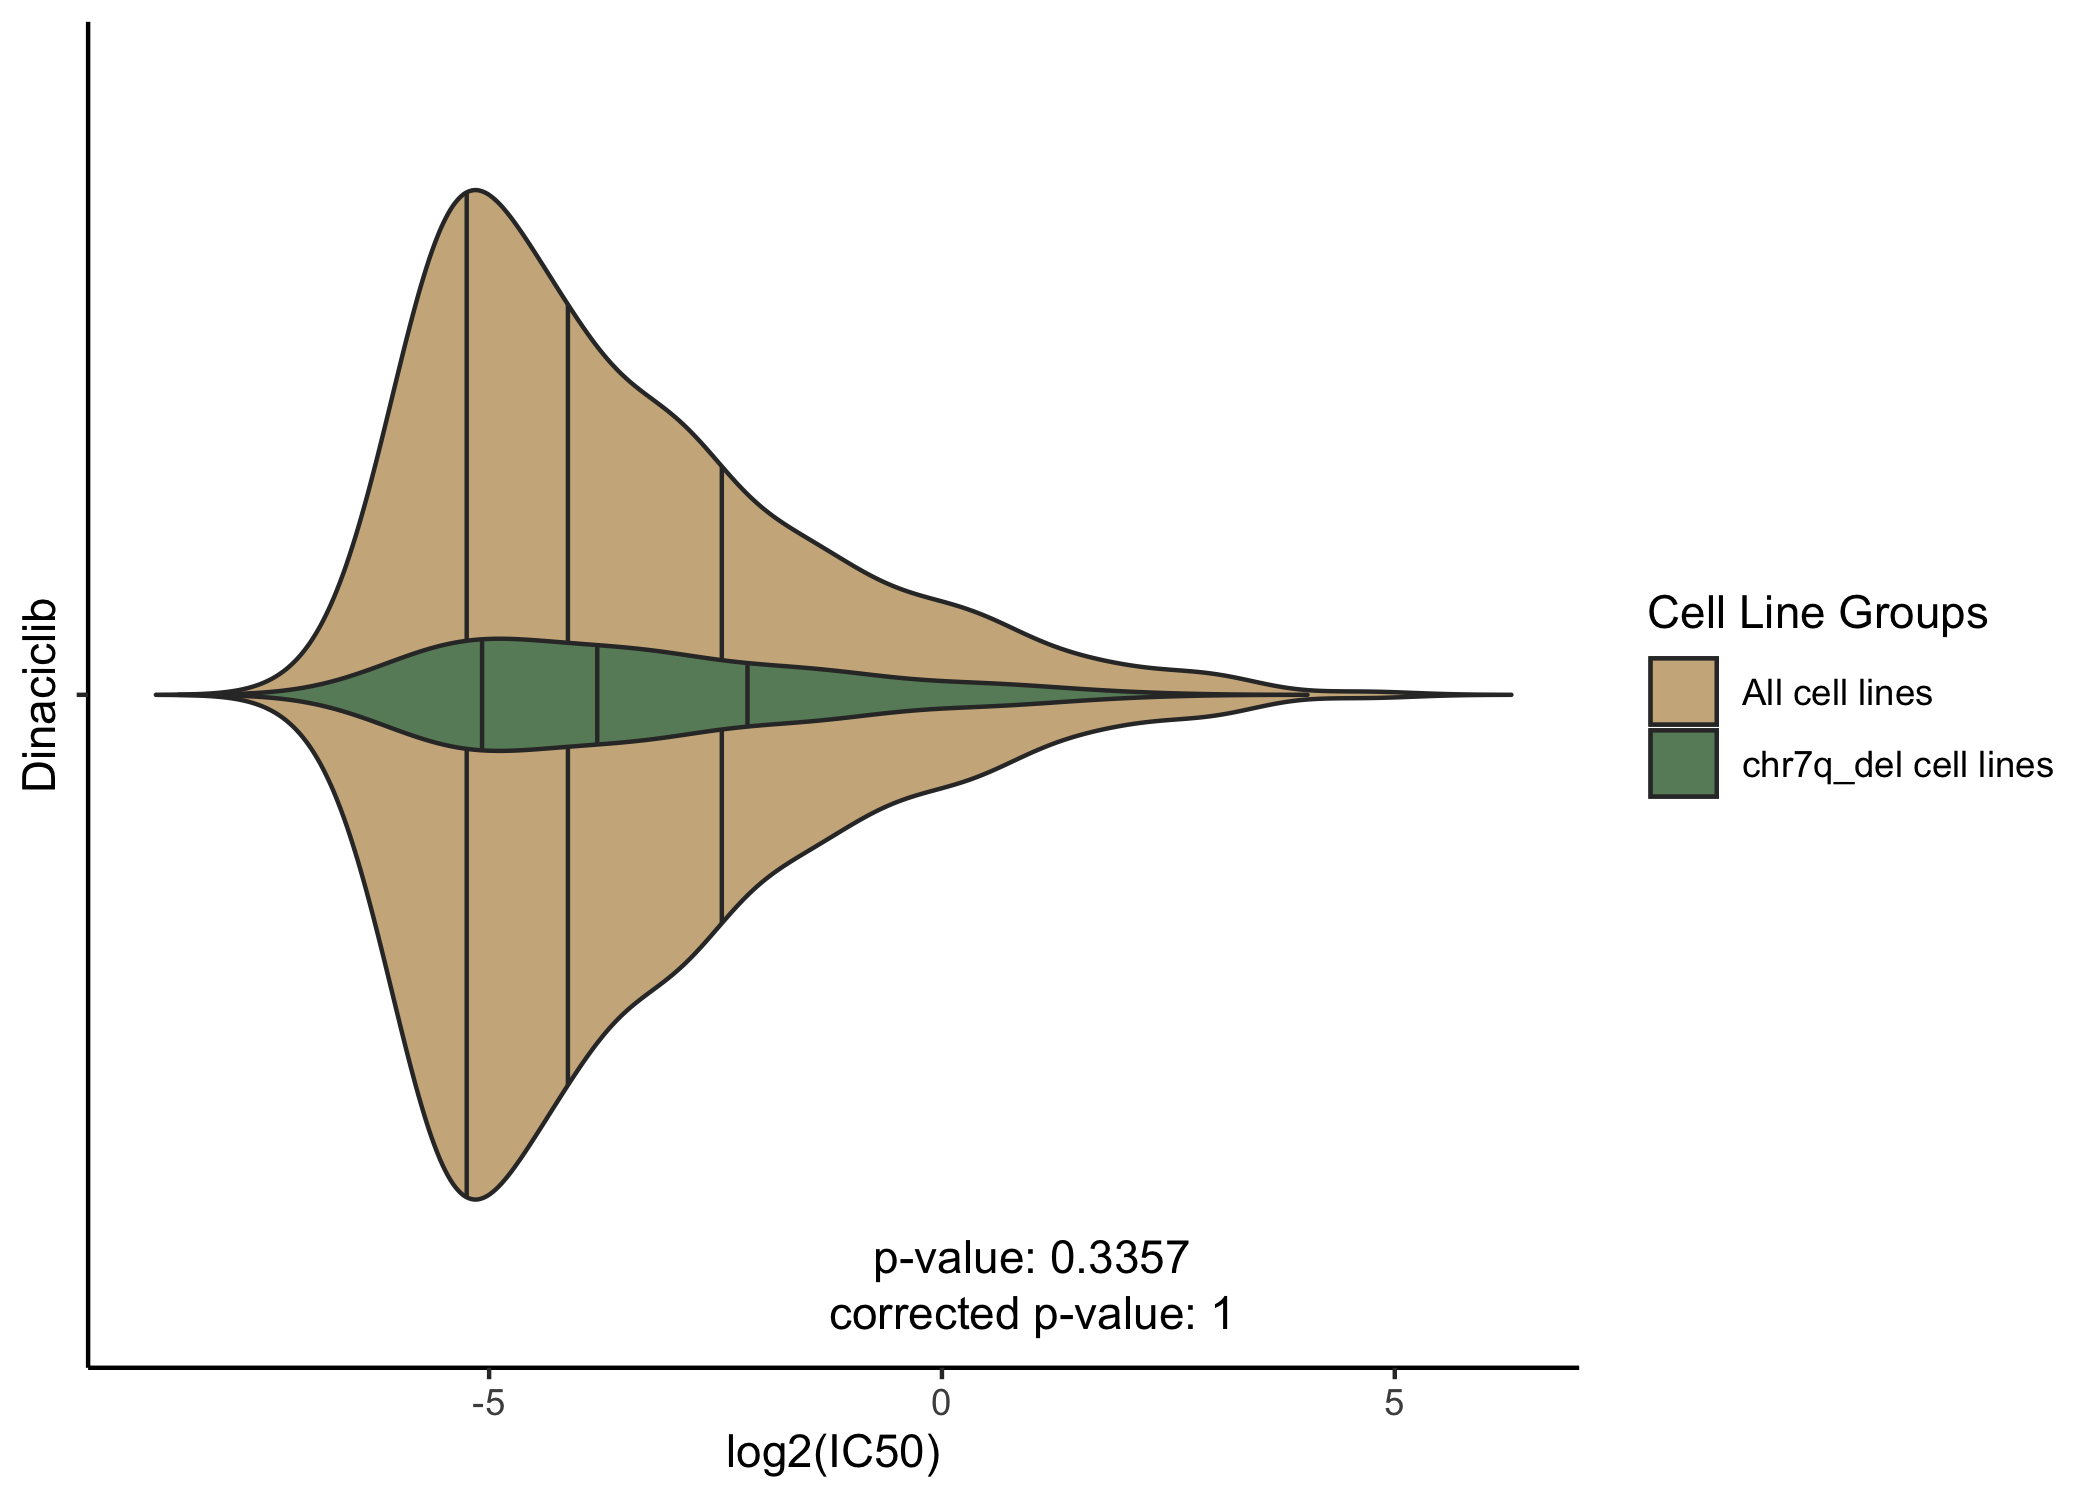 Dinaciclib
p-value: 0.3357
corrected p-value: 1
-5
0
5
log2(IC50)
Cell Line Groups
All cell lines
chr7q_del cell lines